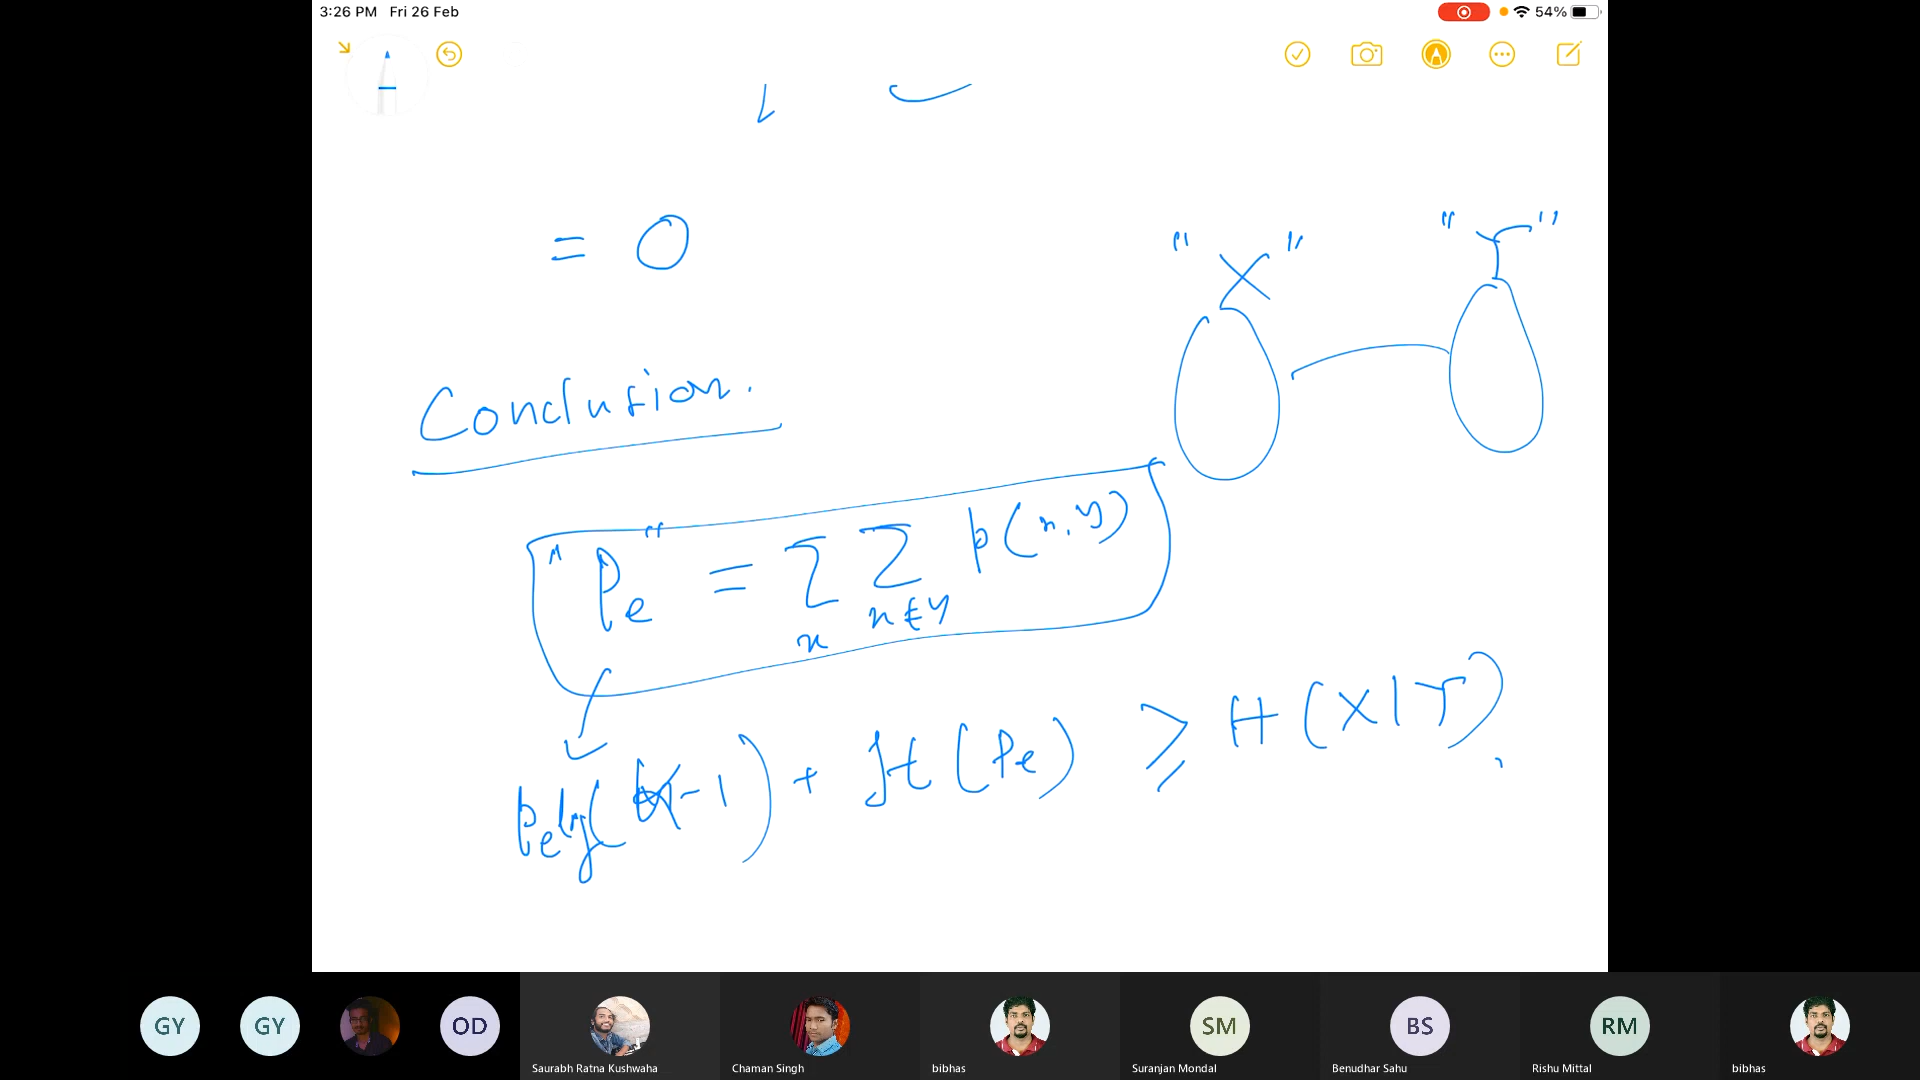 3:26 PM Fri 26 Feb
54%
= 0
"X"
"Y"
Conclusion.
"Pe" = Σ Σ p(x,y)
x x∉y
Pe log(K-1) + H(Pe) ≥ H(X|Y).
GY
GY
OD
Saurabh Ratna Kushwaha
Chaman Singh
bibhas
SM
Suranjan Mondal
BS
Benudhar Sahu
RM
Rishu Mittal
bibhas